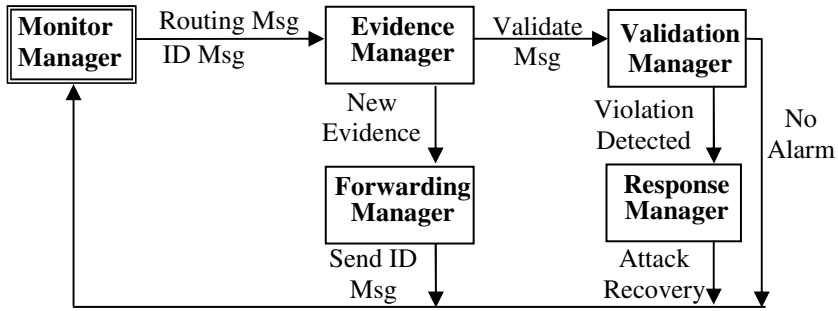 Monitor
Manager
Routing Msg
ID Msg
Evidence
Manager
Validate
Msg
Validation
Manager
New
Evidence
Violation
Detected
No
Alarm
Forwarding
Manager
Response
Manager
Send ID
Msg
Attack
Recovery